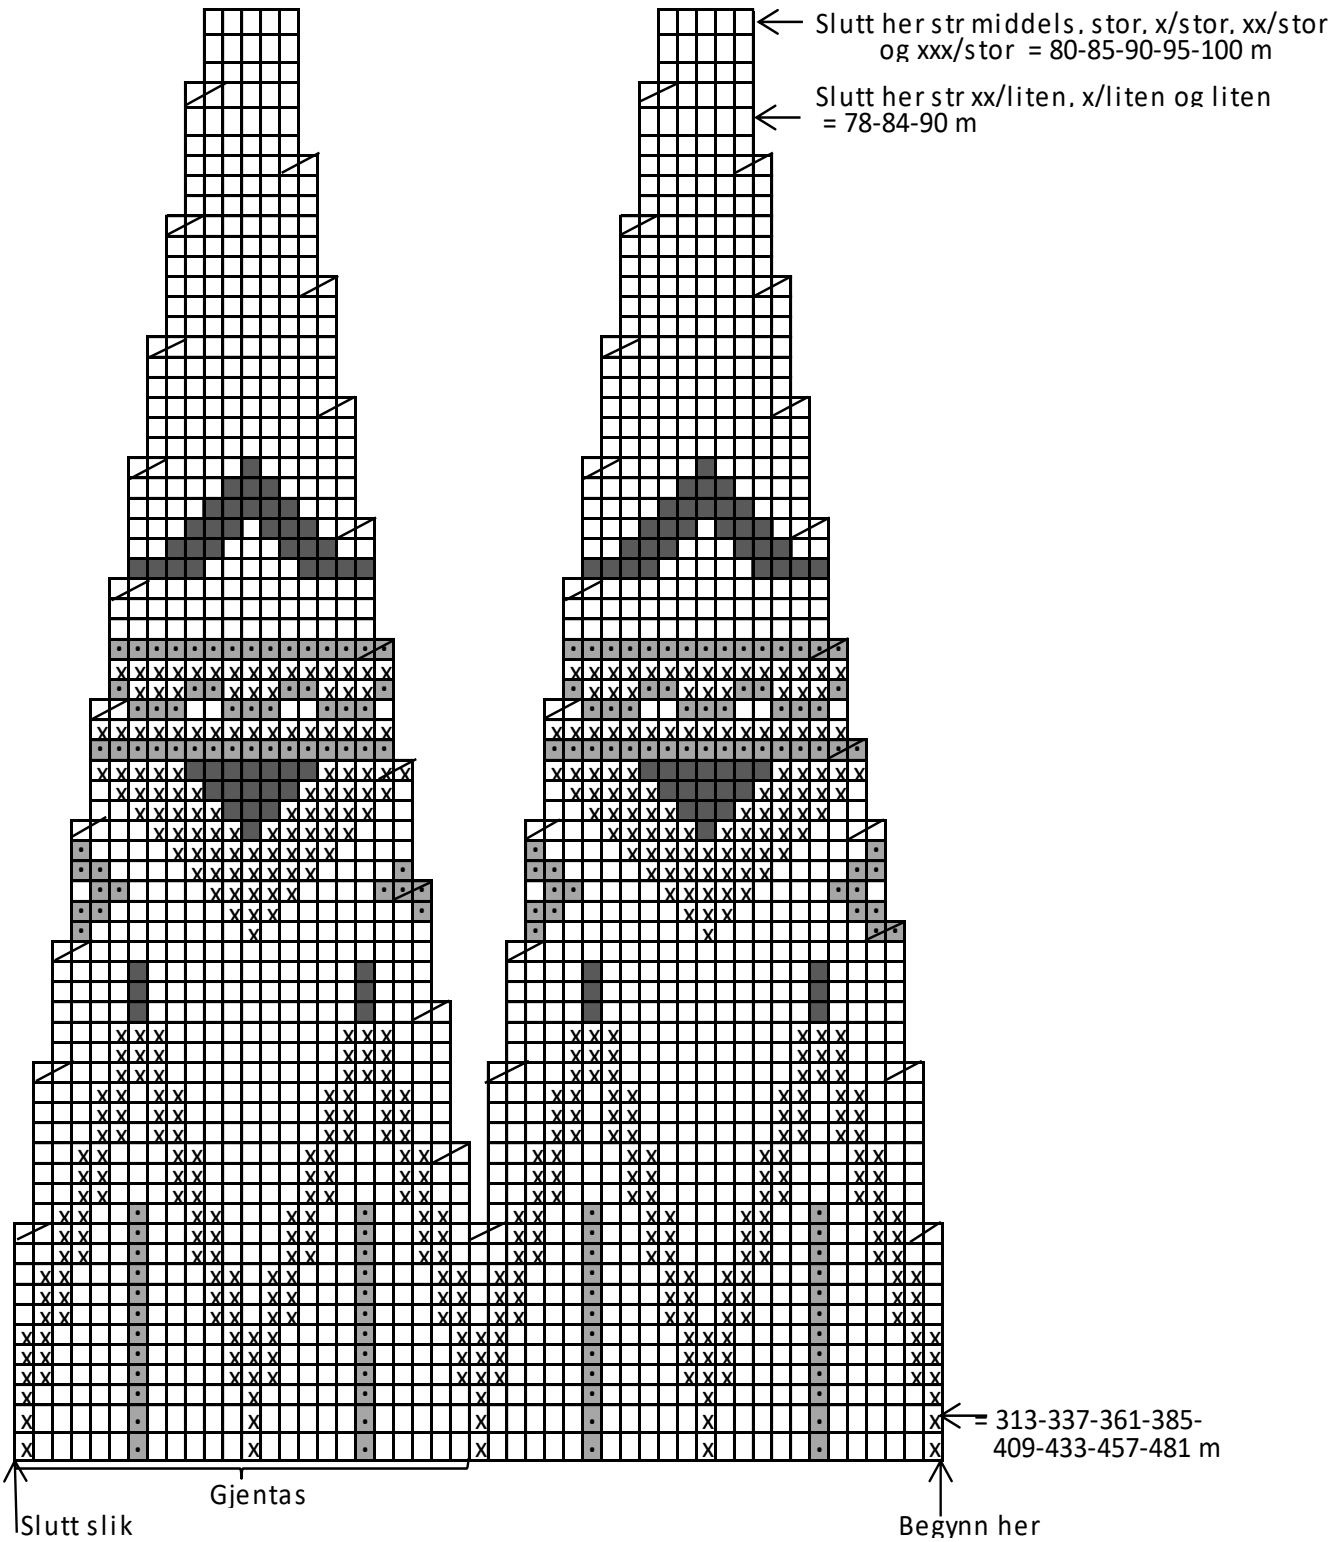 Slutt her str middels, stor, x/stor, xx/stor
og xxx/stor = 80-85-90-95-100 m
Slutt her str xx/liten, x/liten og liten
= 78-84-90 m
= 313-337-361-385-
409-433-457-481 m
Gjentas
Slutt slik
Begynn her